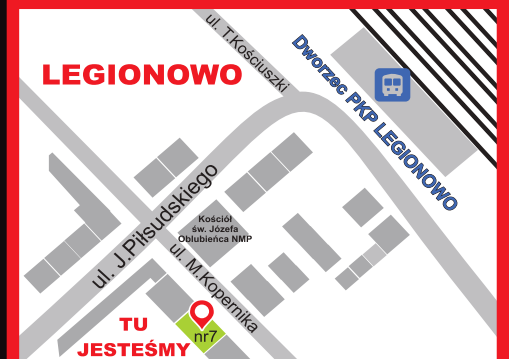 ul. T.Kościuszki
LEGIONOWO
Dworzec PKP LEGIONOWO
ul. J.Piłsudskiego
Kościół
św. Józefa
Oblubieńca NMP
ul. M.Kopernika
TU
JESTEŚMY
nr7